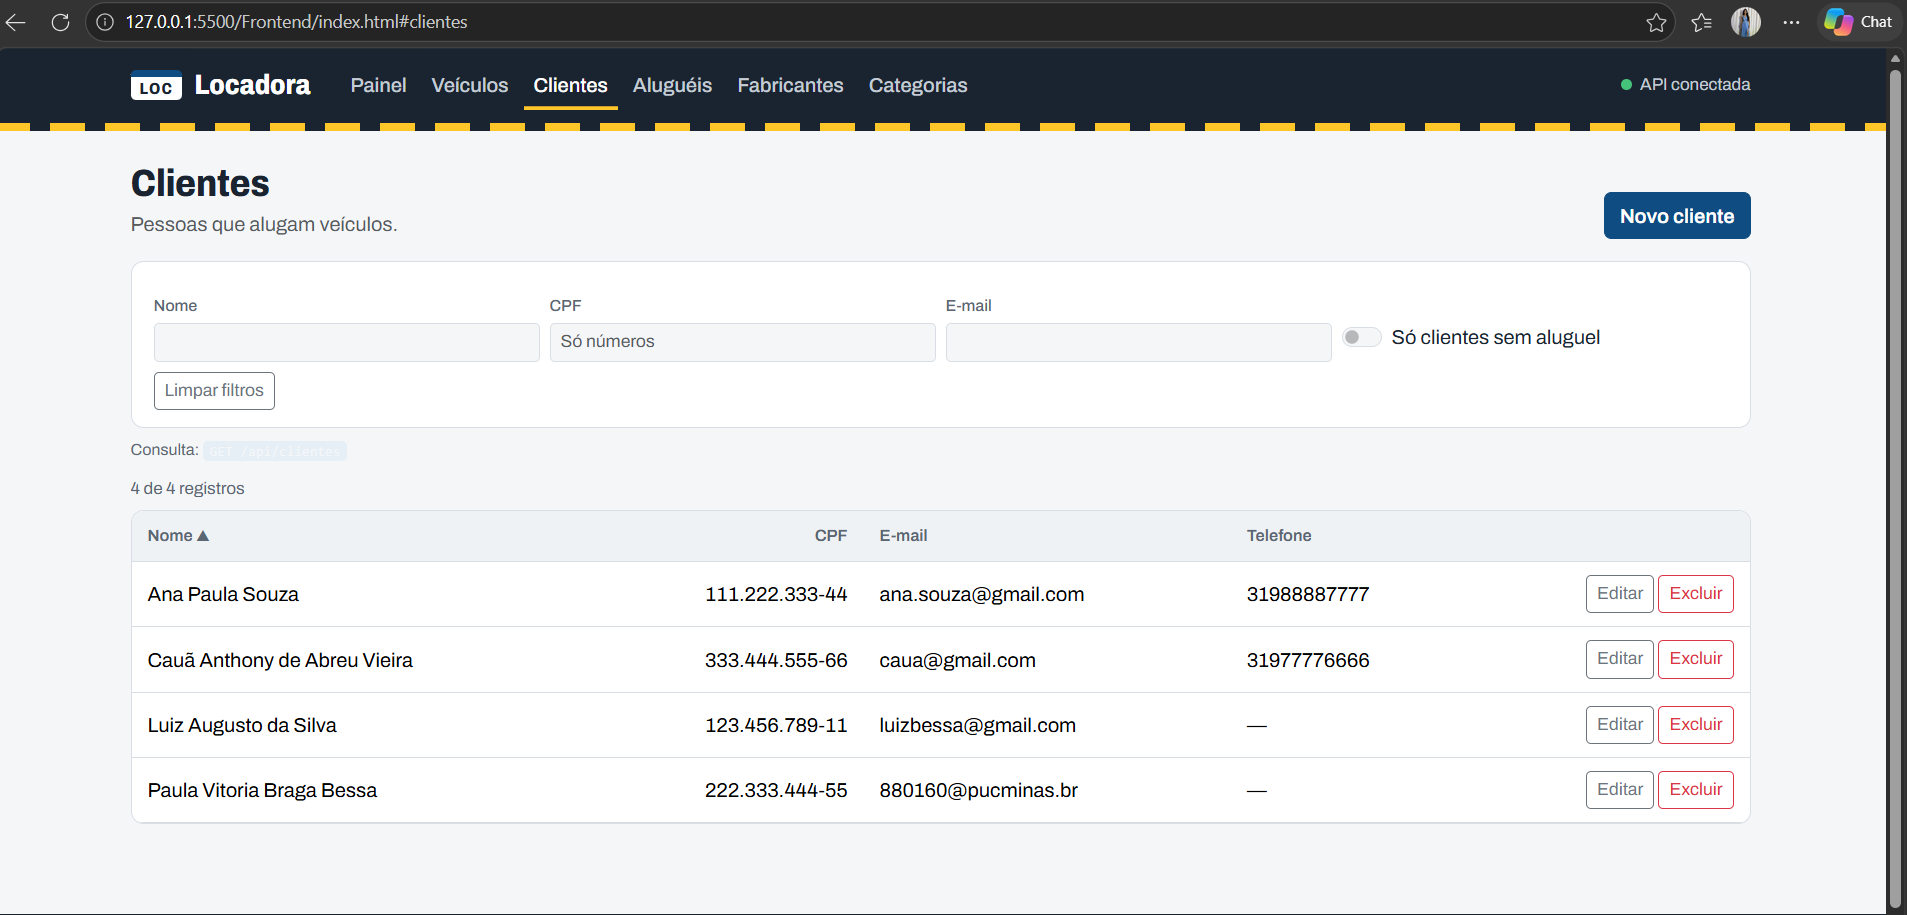 127.0.0.1:5500/Frontend/index.html#clientes
Chat
LOC Locadora Painel Veículos Clientes Aluguéis Fabricantes Categorias API conectada
Clientes
Pessoas que alugam veículos.
Novo cliente
Nome CPF E-mail
Só números
Só clientes sem aluguel
Limpar filtros
Consulta: GET /api/clientes
4 de 4 registros
Nome ▲ CPF E-mail Telefone
Ana Paula Souza 111.222.333-44 ana.souza@gmail.com 31988887777 Editar Excluir
Cauã Anthony de Abreu Vieira 333.444.555-66 caua@gmail.com 31977776666 Editar Excluir
Luiz Augusto da Silva 123.456.789-11 luizbessa@gmail.com — Editar Excluir
Paula Vitoria Braga Bessa 222.333.444-55 880160@pucminas.br — Editar Excluir